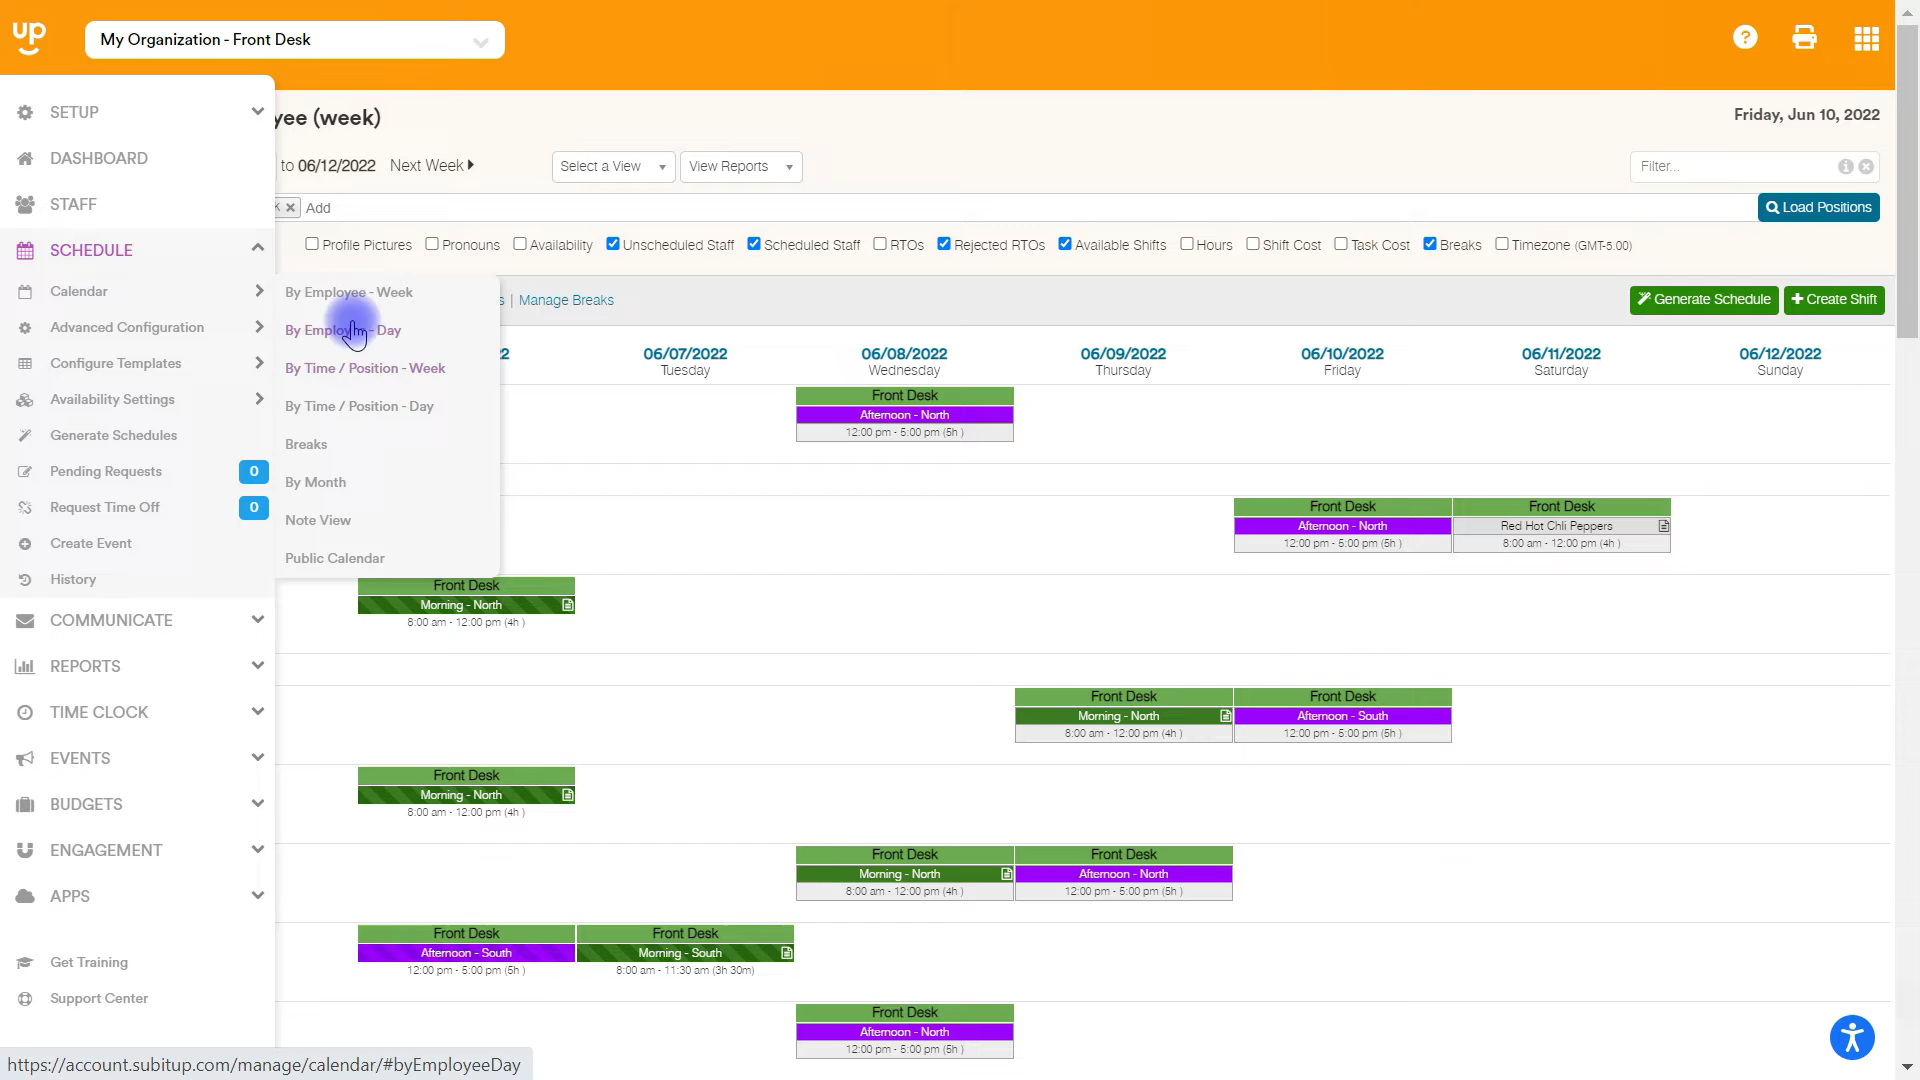 up
My Organization - Front Desk
?
SETUP
DASHBOARD
STAFF
SCHEDULE
Calendar
Advanced Configuration
Configure Templates
Availability Settings
Generate Schedules
Pending Requests 0
Request Time Off 0
Create Event
History
COMMUNICATE
REPORTS
TIME CLOCK
EVENTS
BUDGETS
ENGAGEMENT
APPS
Get Training
Support Center
By Employee - Week
By Employee - Day
By Time / Position - Week
By Time / Position - Day
Breaks
By Month
Note View
Public Calendar
yee (week)
Friday, Jun 10, 2022
to 06/12/2022 Next Week
Select a View
View Reports
Filter...
Add
Load Positions
Profile Pictures Pronouns Availability Unscheduled Staff Scheduled Staff RTOs Rejected RTOs Available Shifts Hours Shift Cost Task Cost Breaks Timezone (GMT-5:00)
s | Manage Breaks
Generate Schedule
Create Shift
2
06/07/2022
Tuesday
06/08/2022
Wednesday
06/09/2022
Thursday
06/10/2022
Friday
06/11/2022
Saturday
06/12/2022
Sunday
Front Desk
Afternoon - North
12:00 pm - 5:00 pm (5h )
Front Desk
Afternoon - North
12:00 pm - 5:00 pm (5h )
Front Desk
Red Hot Chli Peppers
8:00 am - 12:00 pm (4h )
Front Desk
Morning - North
8:00 am - 12:00 pm (4h )
Front Desk
Morning - North
8:00 am - 12:00 pm (4h )
Front Desk
Afternoon - South
12:00 pm - 5:00 pm (5h )
Front Desk
Morning - North
8:00 am - 12:00 pm (4h )
Front Desk
Morning - North
8:00 am - 12:00 pm (4h )
Front Desk
Afternoon - North
12:00 pm - 5:00 pm (5h )
Front Desk
Afternoon - South
12:00 pm - 5:00 pm (5h )
Front Desk
Morning - South
8:00 am - 11:30 am (3h 30m)
Front Desk
Afternoon - North
12:00 pm - 5:00 pm (5h )
https://account.subitup.com/manage/calendar/#byEmployeeDay